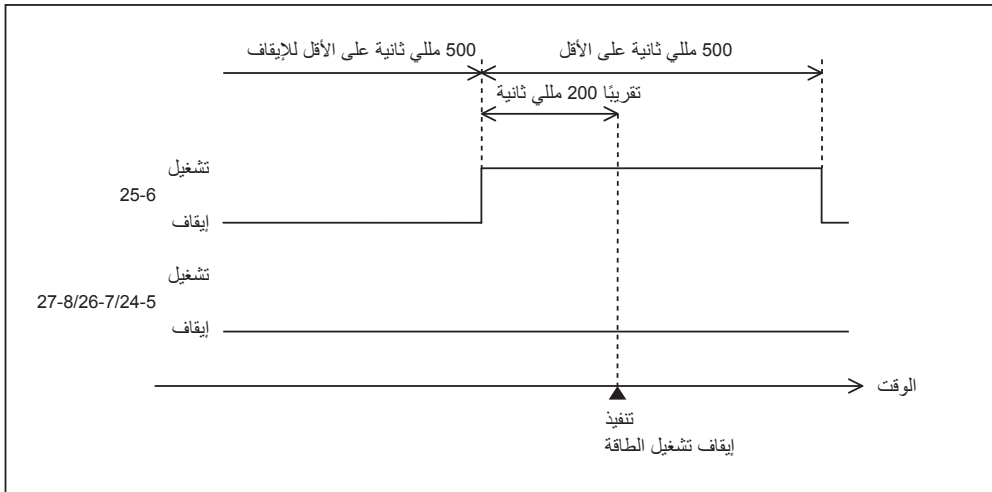 500 مللي ثانية على الأقل للإيقاف
500 مللي ثانية على الأقل
تقريبًا 200 مللي ثانية
تشغيل
25-6
إيقاف
تشغيل
27-8/26-7/24-5
إيقاف
الوقت
تنفيذ
إيقاف تشغيل الطاقة